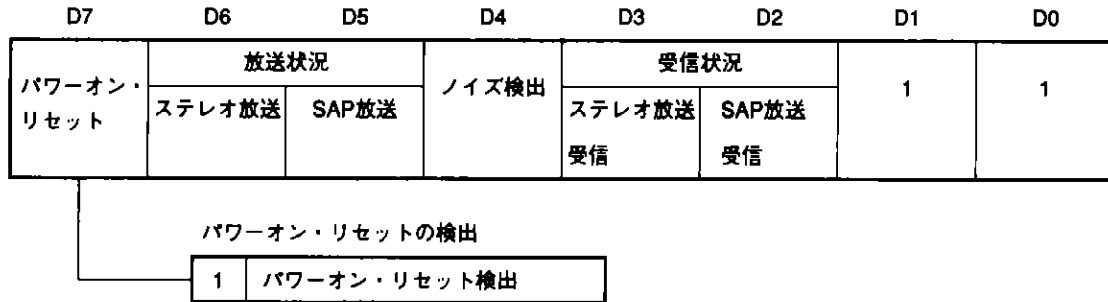 D7 D6 D5 D4 D3 D2 D1 D0
放送状況 受信状況
パワーオン・ ノイズ検出 1 1
リセット ステレオ放送 SAP放送 ステレオ放送 SAP放送
受信 受信
パワーオン・リセットの検出
1 パワーオン・リセット検出